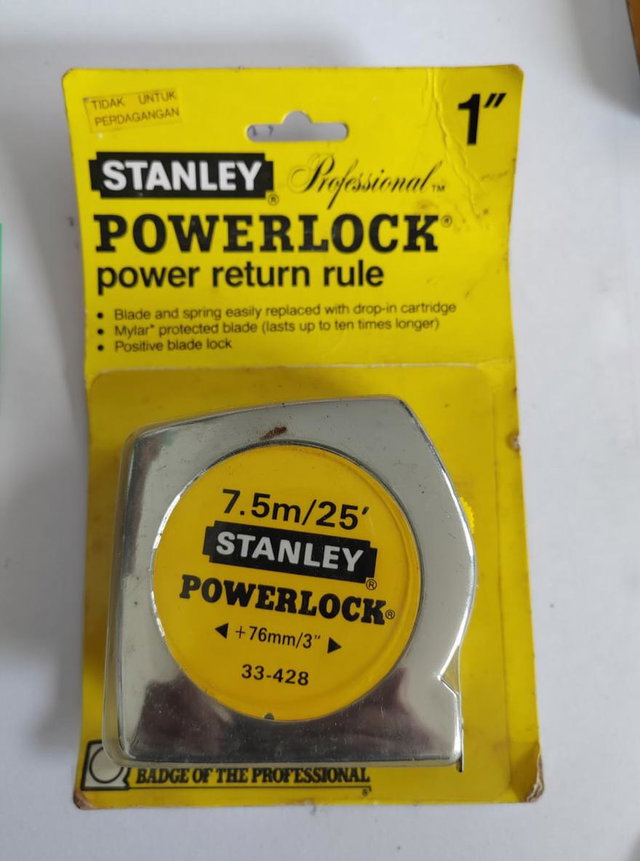 TIDAK UNTUK
PERDAGANGAN
1"
STANLEY® Professional™
POWERLOCK®
power return rule
• Blade and spring easily replaced with drop-in cartridge
• Mylar* protected blade (lasts up to ten times longer)
• Positive blade lock
7.5m/25'
STANLEY®
POWERLOCK®
◀ +76mm/3" ▶
33-428
BADGE OF THE PROFESSIONAL